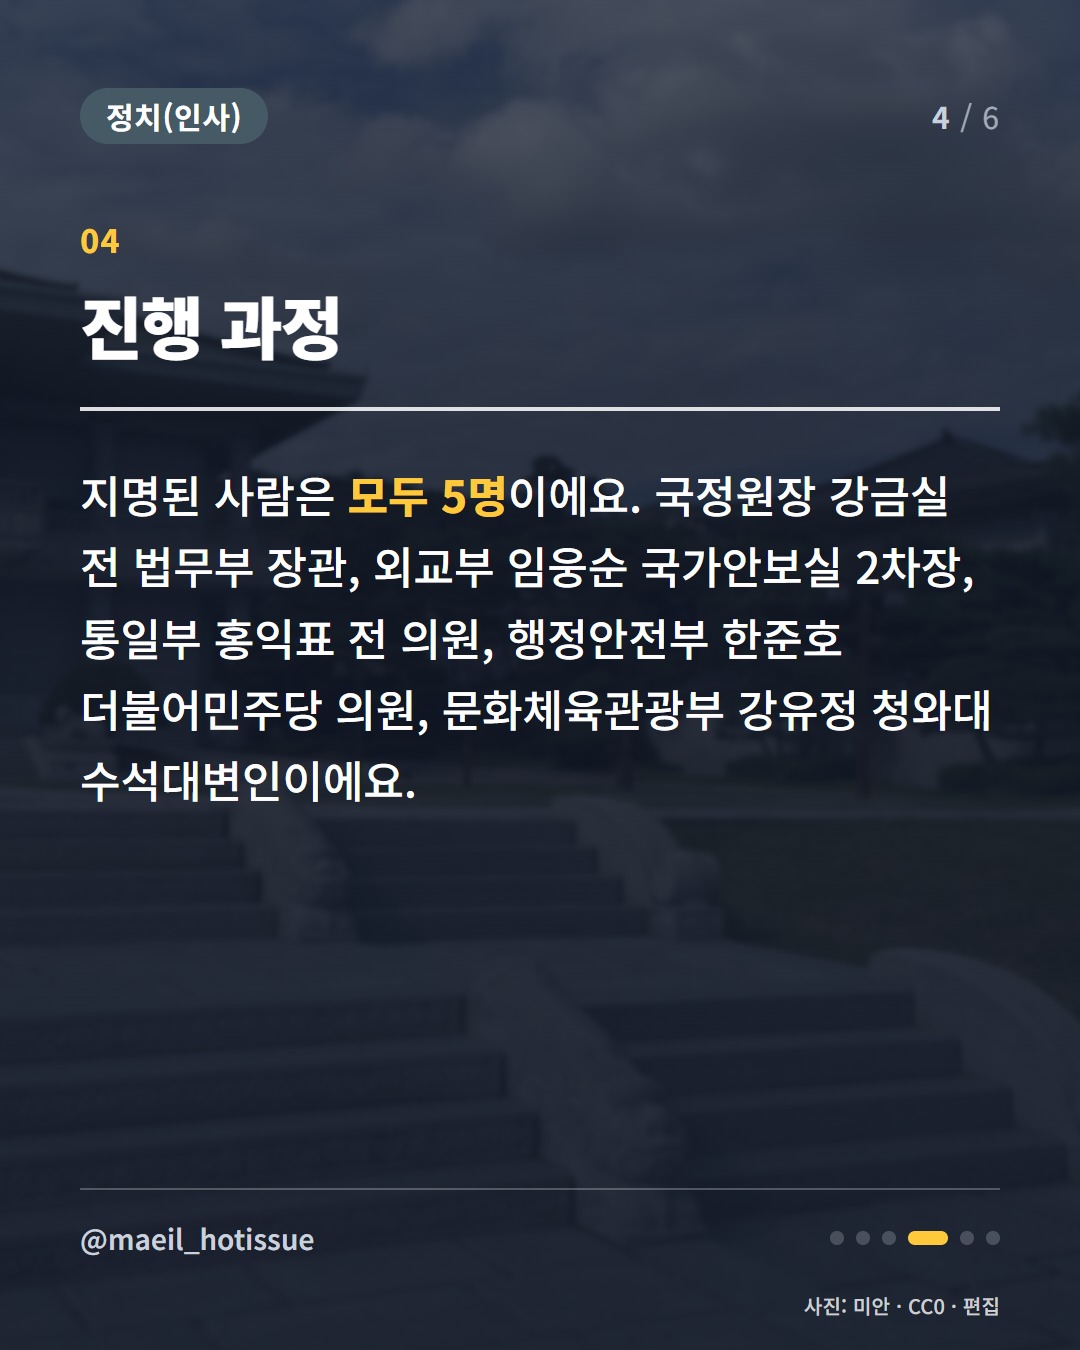 정치(인사)
4 / 6
04
진행 과정
지명된 사람은 모두 5명이에요. 국정원장 강금실
전 법무부 장관, 외교부 임웅순 국가안보실 2차장,
통일부 홍익표 전 의원, 행정안전부 한준호
더불어민주당 의원, 문화체육관광부 강유정 청와대
수석대변인이에요.
@maeil_hotissue
사진: 미안 · CC0 · 편집